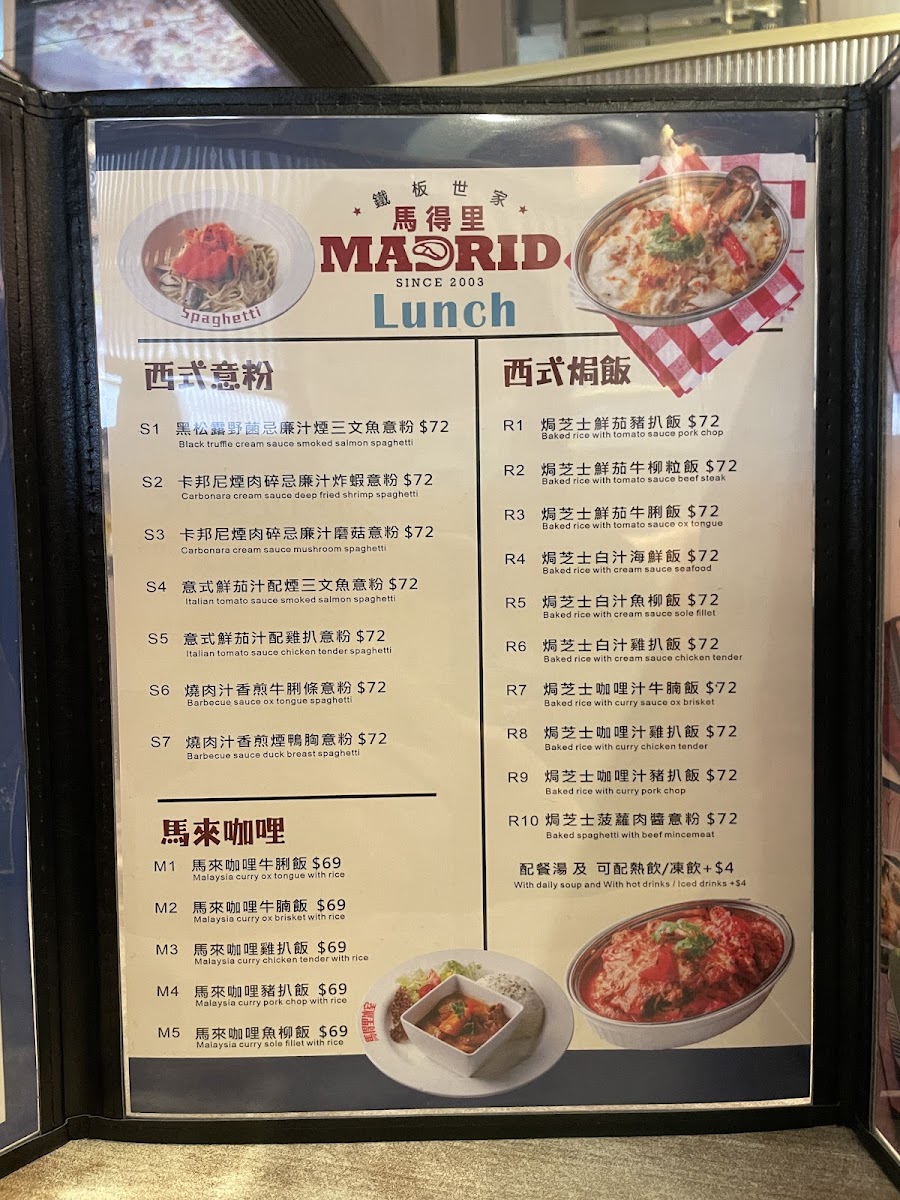 鐵板世家
馬得里
MADRID
SINCE 2003
Lunch
Spaghetti
西式意粉
S1 黑松露野菌忌廉汁煙三文魚意粉 $72
Black truffle cream sauce smoked salmon spaghetti
S2 卡邦尼煙肉碎忌廉汁炸蝦意粉 $72
Carbonara cream sauce deep fried shrimp spaghetti
S3 卡邦尼煙肉碎忌廉汁磨菇意粉 $72
Carbonara cream sauce mushroom spaghetti
S4 意式鮮茄汁配煙三文魚意粉 $72
Italian tomato sauce smoked salmon spaghetti
S5 意式鮮茄汁配雞扒意粉 $72
Italian tomato sauce chicken tender spaghetti
S6 燒肉汁香煎牛脷條意粉 $72
Barbecue sauce ox tongue spaghetti
S7 燒肉汁香煎煙鴨胸意粉 $72
Barbecue sauce duck breast spaghetti
馬來咖哩
M1 馬來咖哩牛脷飯 $69
Malaysia curry ox tongue with rice
M2 馬來咖哩牛腩飯 $69
Malaysia curry ox brisket with rice
M3 馬來咖哩雞扒飯 $69
Malaysia curry chicken tender with rice
M4 馬來咖哩豬扒飯 $69
Malaysia curry pork chop with rice
M5 馬來咖哩魚柳飯 $69
Malaysia curry sole fillet with rice
西式焗飯
R1 焗芝士鮮茄豬扒飯 $72
Baked rice with tomato sauce pork chop
R2 焗芝士鮮茄牛柳粒飯 $72
Baked rice with tomato sauce beef steak
R3 焗芝士鮮茄牛脷飯 $72
Baked rice with tomato sauce ox tongue
R4 焗芝士白汁海鮮飯 $72
Baked rice with cream sauce seafood
R5 焗芝士白汁魚柳飯 $72
Baked rice with cream sauce sole fillet
R6 焗芝士白汁雞扒飯 $72
Baked rice with cream sauce chicken tender
R7 焗芝士咖哩汁牛腩飯 $72
Baked rice with curry sauce ox brisket
R8 焗芝士咖哩汁雞扒飯 $72
Baked rice with curry chicken tender
R9 焗芝士咖哩汁豬扒飯 $72
Baked rice with curry pork chop
R10 焗芝士菠蘿肉醬意粉 $72
Baked spaghetti with beef mincemeat
配餐湯 及 可配熱飲/凍飲+$4
With daily soup and With hot drinks / Iced drinks +$4